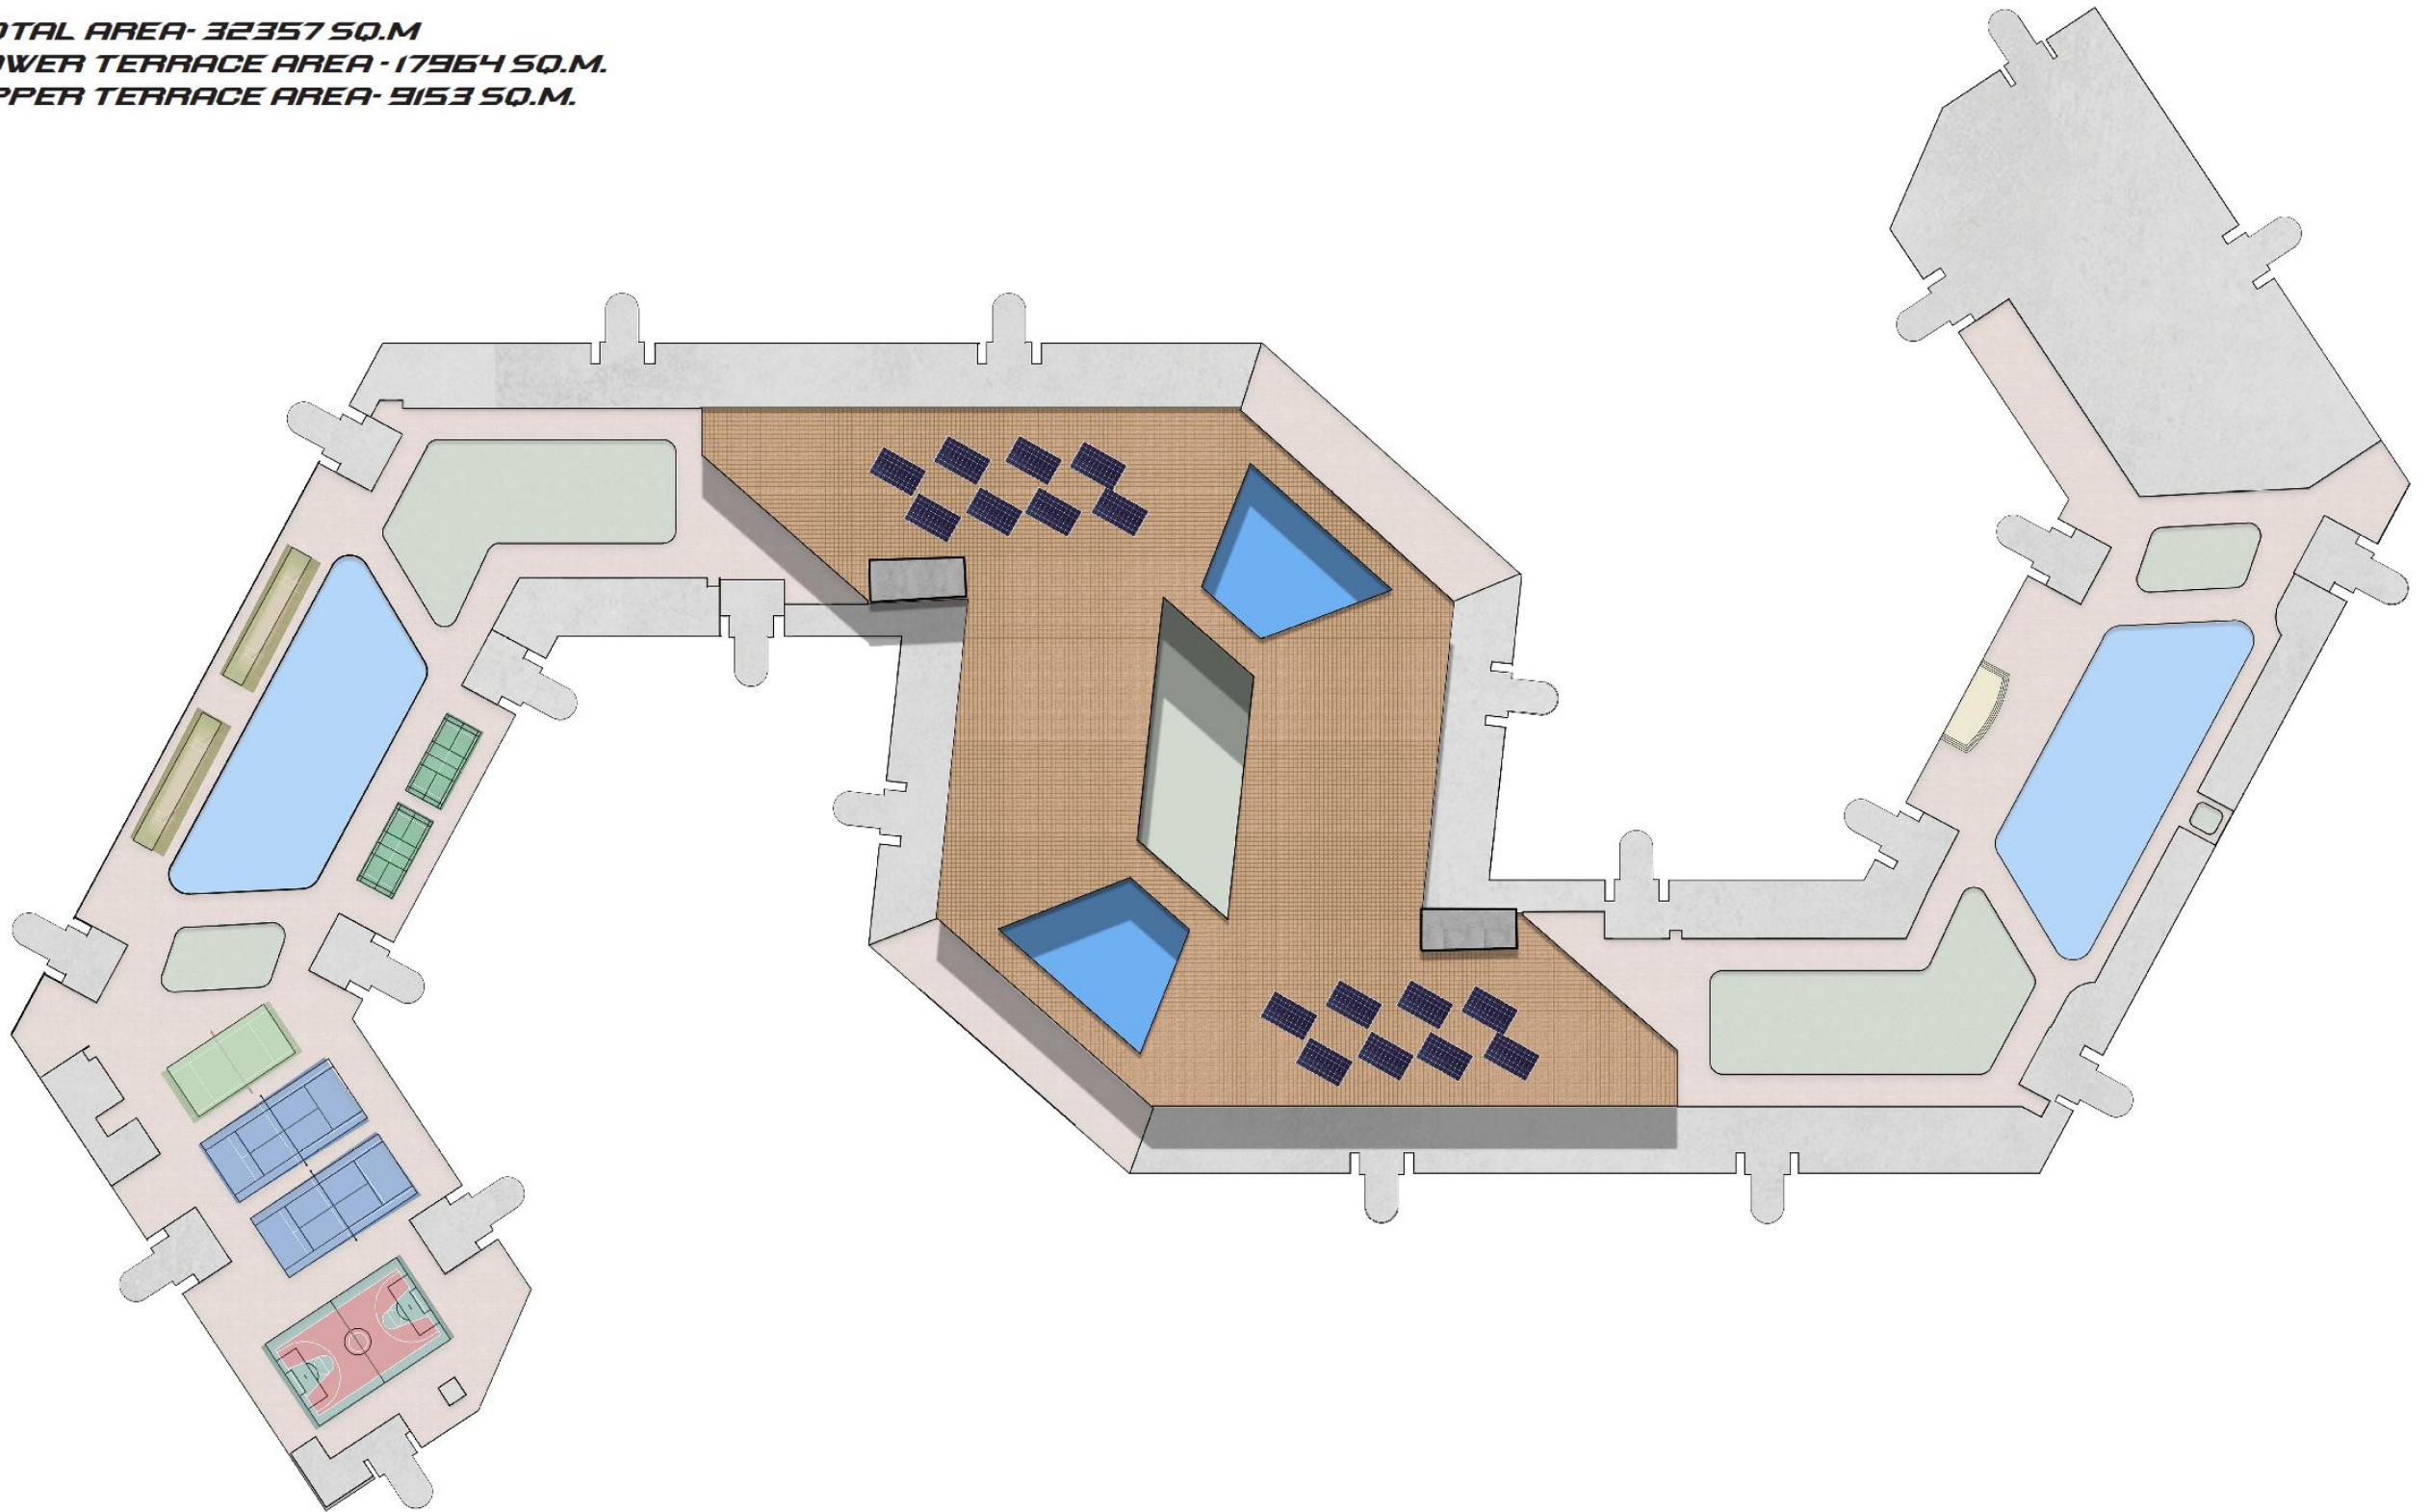 OTAL AREA- 32357 SQ.M
OWER TERRACE AREA - 17964 SQ.M.
PPER TERRACE AREA- 9153 SQ.M.